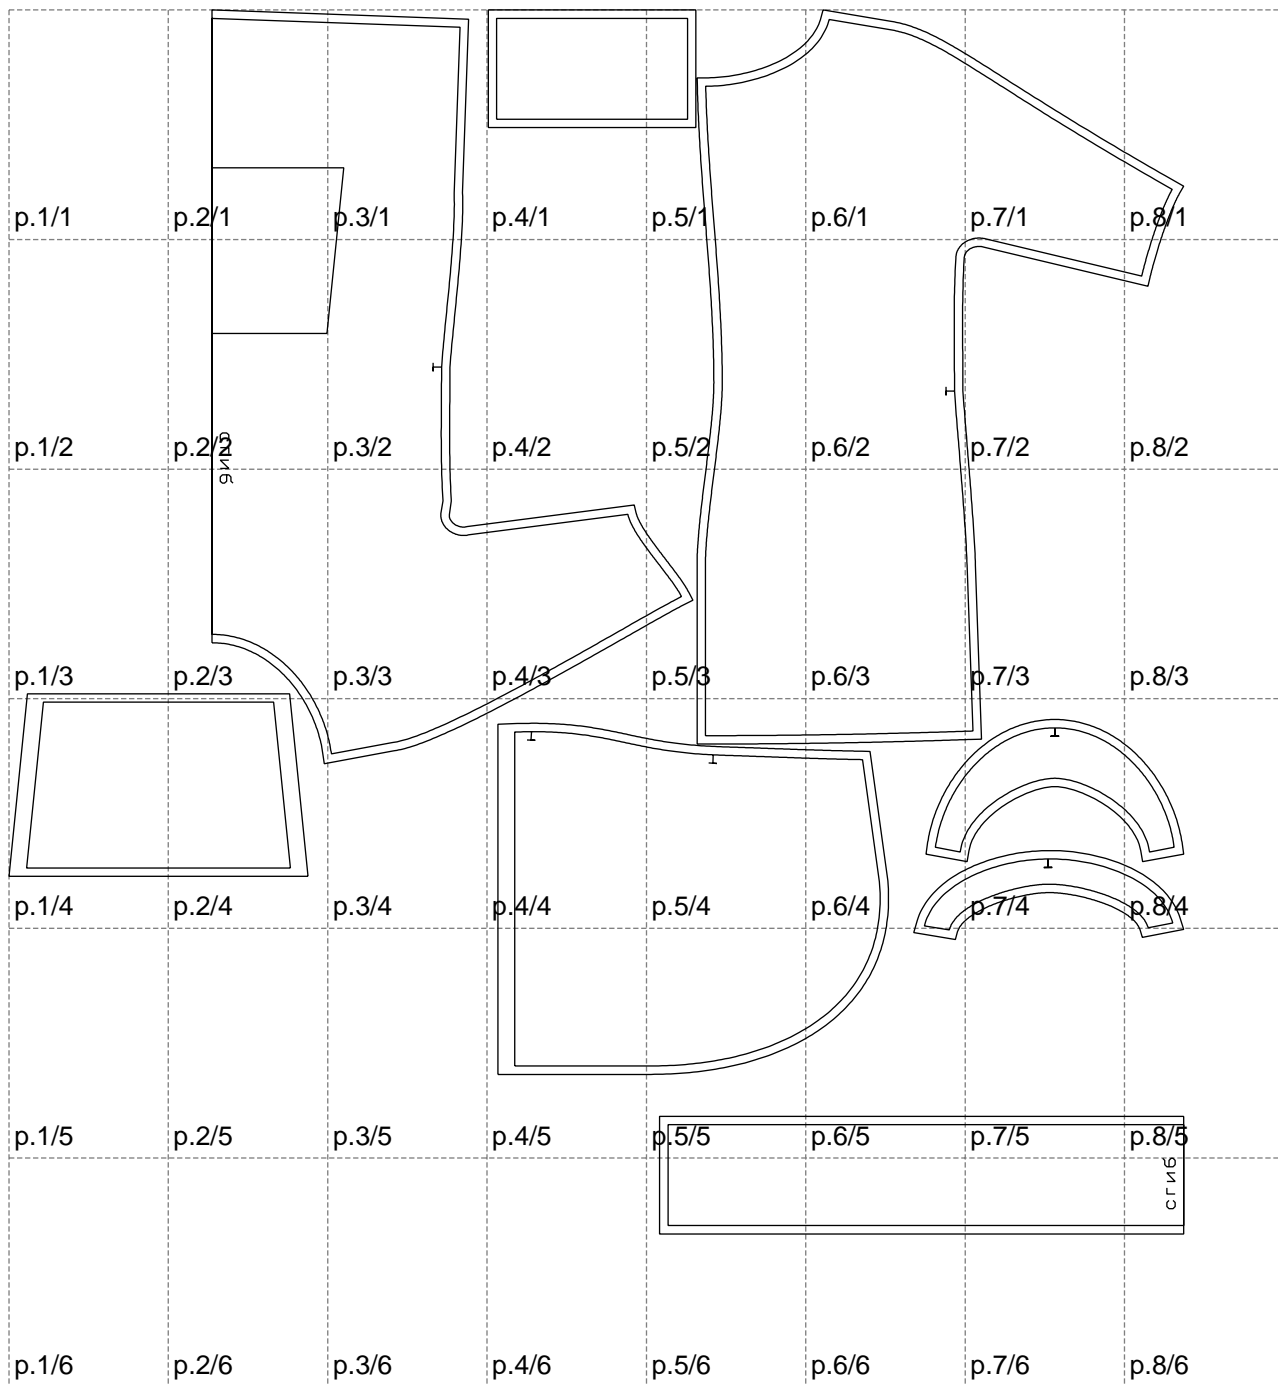 p.1/1 p.2/1 p.3/1 p.4/1 p.5/1 p.6/1 p.7/1 p.8/1
p.1/2 p.2/2 p.3/2 p.4/2 p.5/2 p.6/2 p.7/2 p.8/2
p.1/3 p.2/3 p.3/3 p.4/3 p.5/3 p.6/3 p.7/3 p.8/3
p.1/4 p.2/4 p.3/4 p.4/4 p.5/4 p.6/4 p.7/4 p.8/4
p.1/5 p.2/5 p.3/5 p.4/5 p.5/5 p.6/5 p.7/5 p.8/5
сгиб
p.1/6 p.2/6 p.3/6 p.4/6 p.5/6 p.6/6 p.7/6 p.8/6